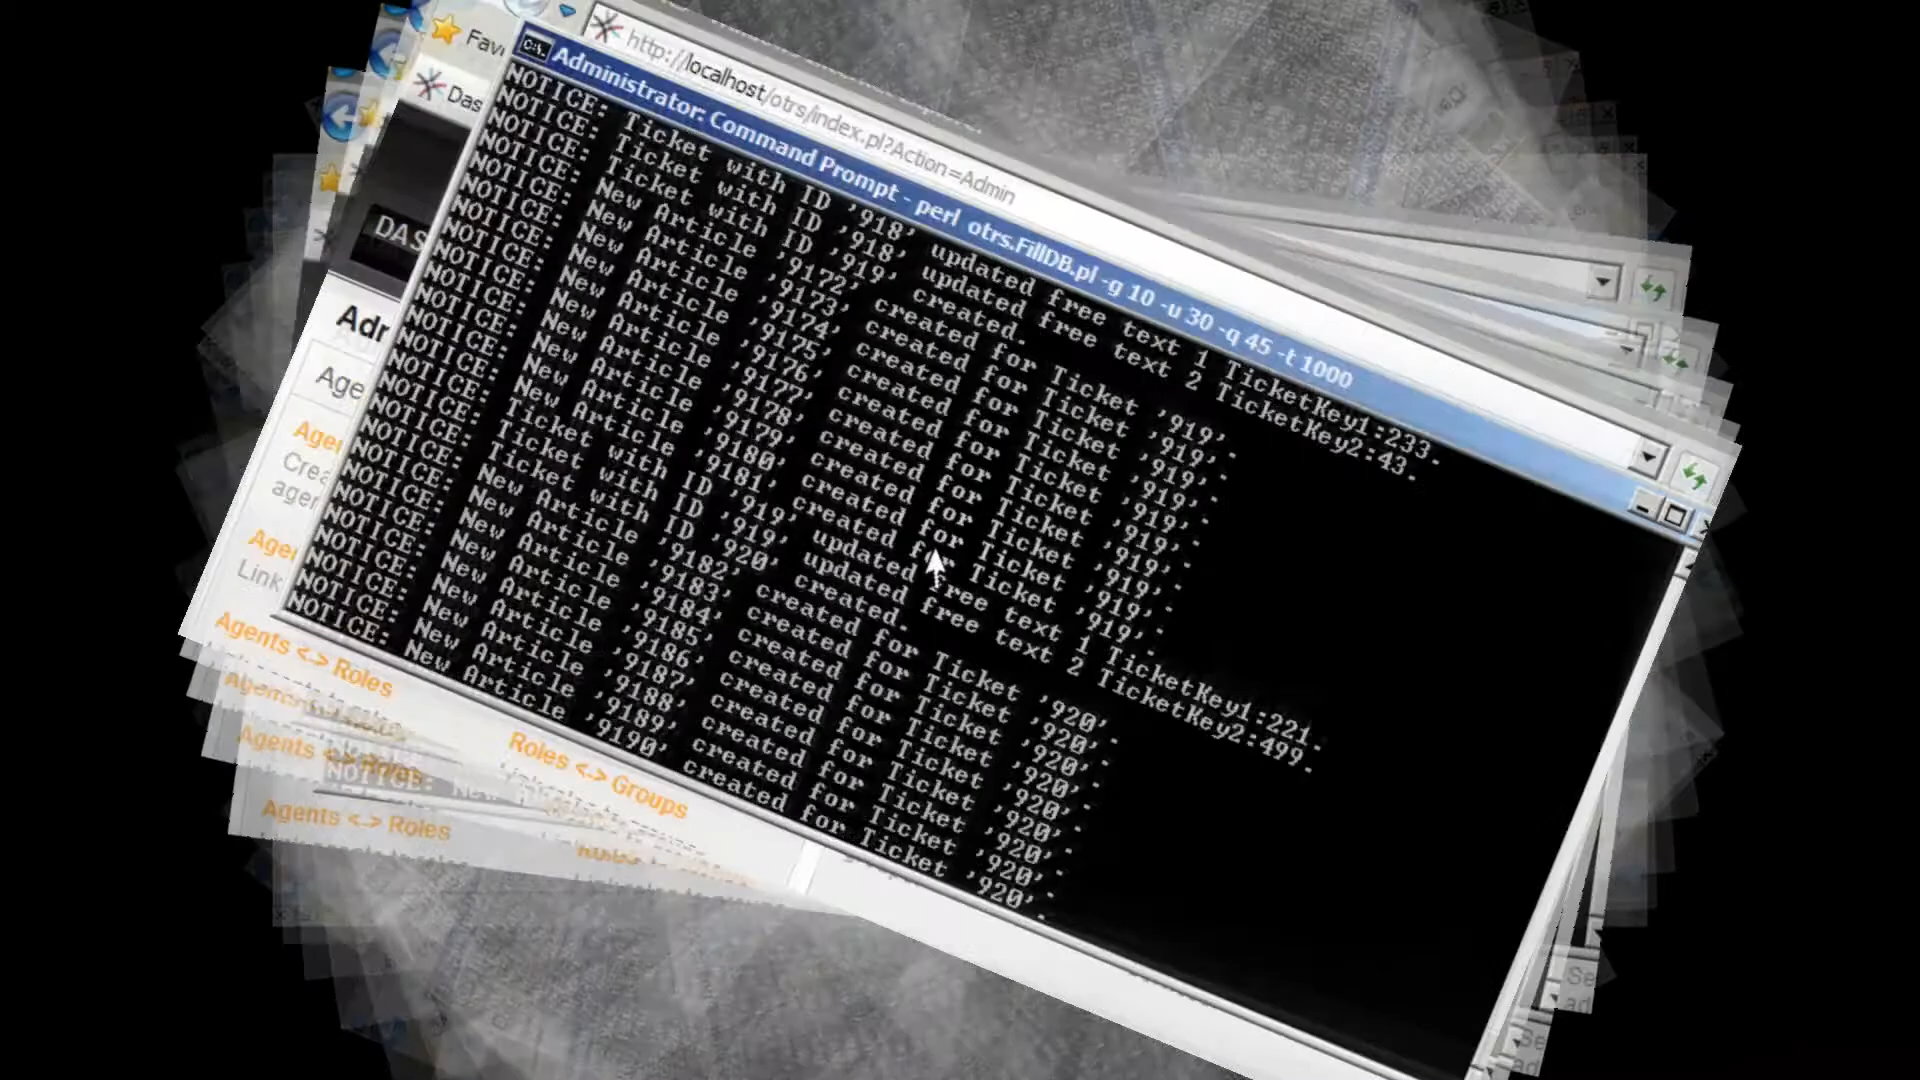 Favo
http://localhost/otrs/index.pl?Action=Admin
Das
Administrator: Command Prompt - perl otrs.FillDB.pl -g 10 -u 30 -q 45 -t 1000
NOTICE: Ticket with ID '918' updated free text 1 TicketKey1:233.
NOTICE: Ticket with ID '918' updated free text 2 TicketKey2:43.
NOTICE: Ticket with ID '919' created.
NOTICE: New Article '9172' created for Ticket '919'.
NOTICE: New Article '9173' created for Ticket '919'.
NOTICE: New Article '9174' created for Ticket '919'.
NOTICE: New Article '9175' created for Ticket '919'.
NOTICE: New Article '9176' created for Ticket '919'.
NOTICE: New Article '9177' created for Ticket '919'.
NOTICE: New Article '9178' created for Ticket '919'.
NOTICE: New Article '9179' created for Ticket '919'.
NOTICE: New Article '9180' created for Ticket '919'.
NOTICE: New Article '9181' created for Ticket '919'.
NOTICE: Ticket with ID '919' updated free text 1 TicketKey1:221.
NOTICE: Ticket with ID '919' updated free text 2 TicketKey2:499.
NOTICE: Ticket with ID '920' created.
NOTICE: New Article '9182' created for Ticket '920'.
NOTICE: New Article '9183' created for Ticket '920'.
NOTICE: New Article '9184' created for Ticket '920'.
NOTICE: New Article '9185' created for Ticket '920'.
NOTICE: New Article '9186' created for Ticket '920'.
NOTICE: New Article '9187' created for Ticket '920'.
NOTICE: New Article '9188' created for Ticket '920'.
NOTICE: New Article '9189' created for Ticket '920'.
NOTICE: New Article '9190' created for Ticket '920'.
DAS
Adr
Age
Agen
Crea
agen
Agen
Link
Agents <-> Roles
Roles <-> Groups
Agents <-> Roles
Agents <-> Roles